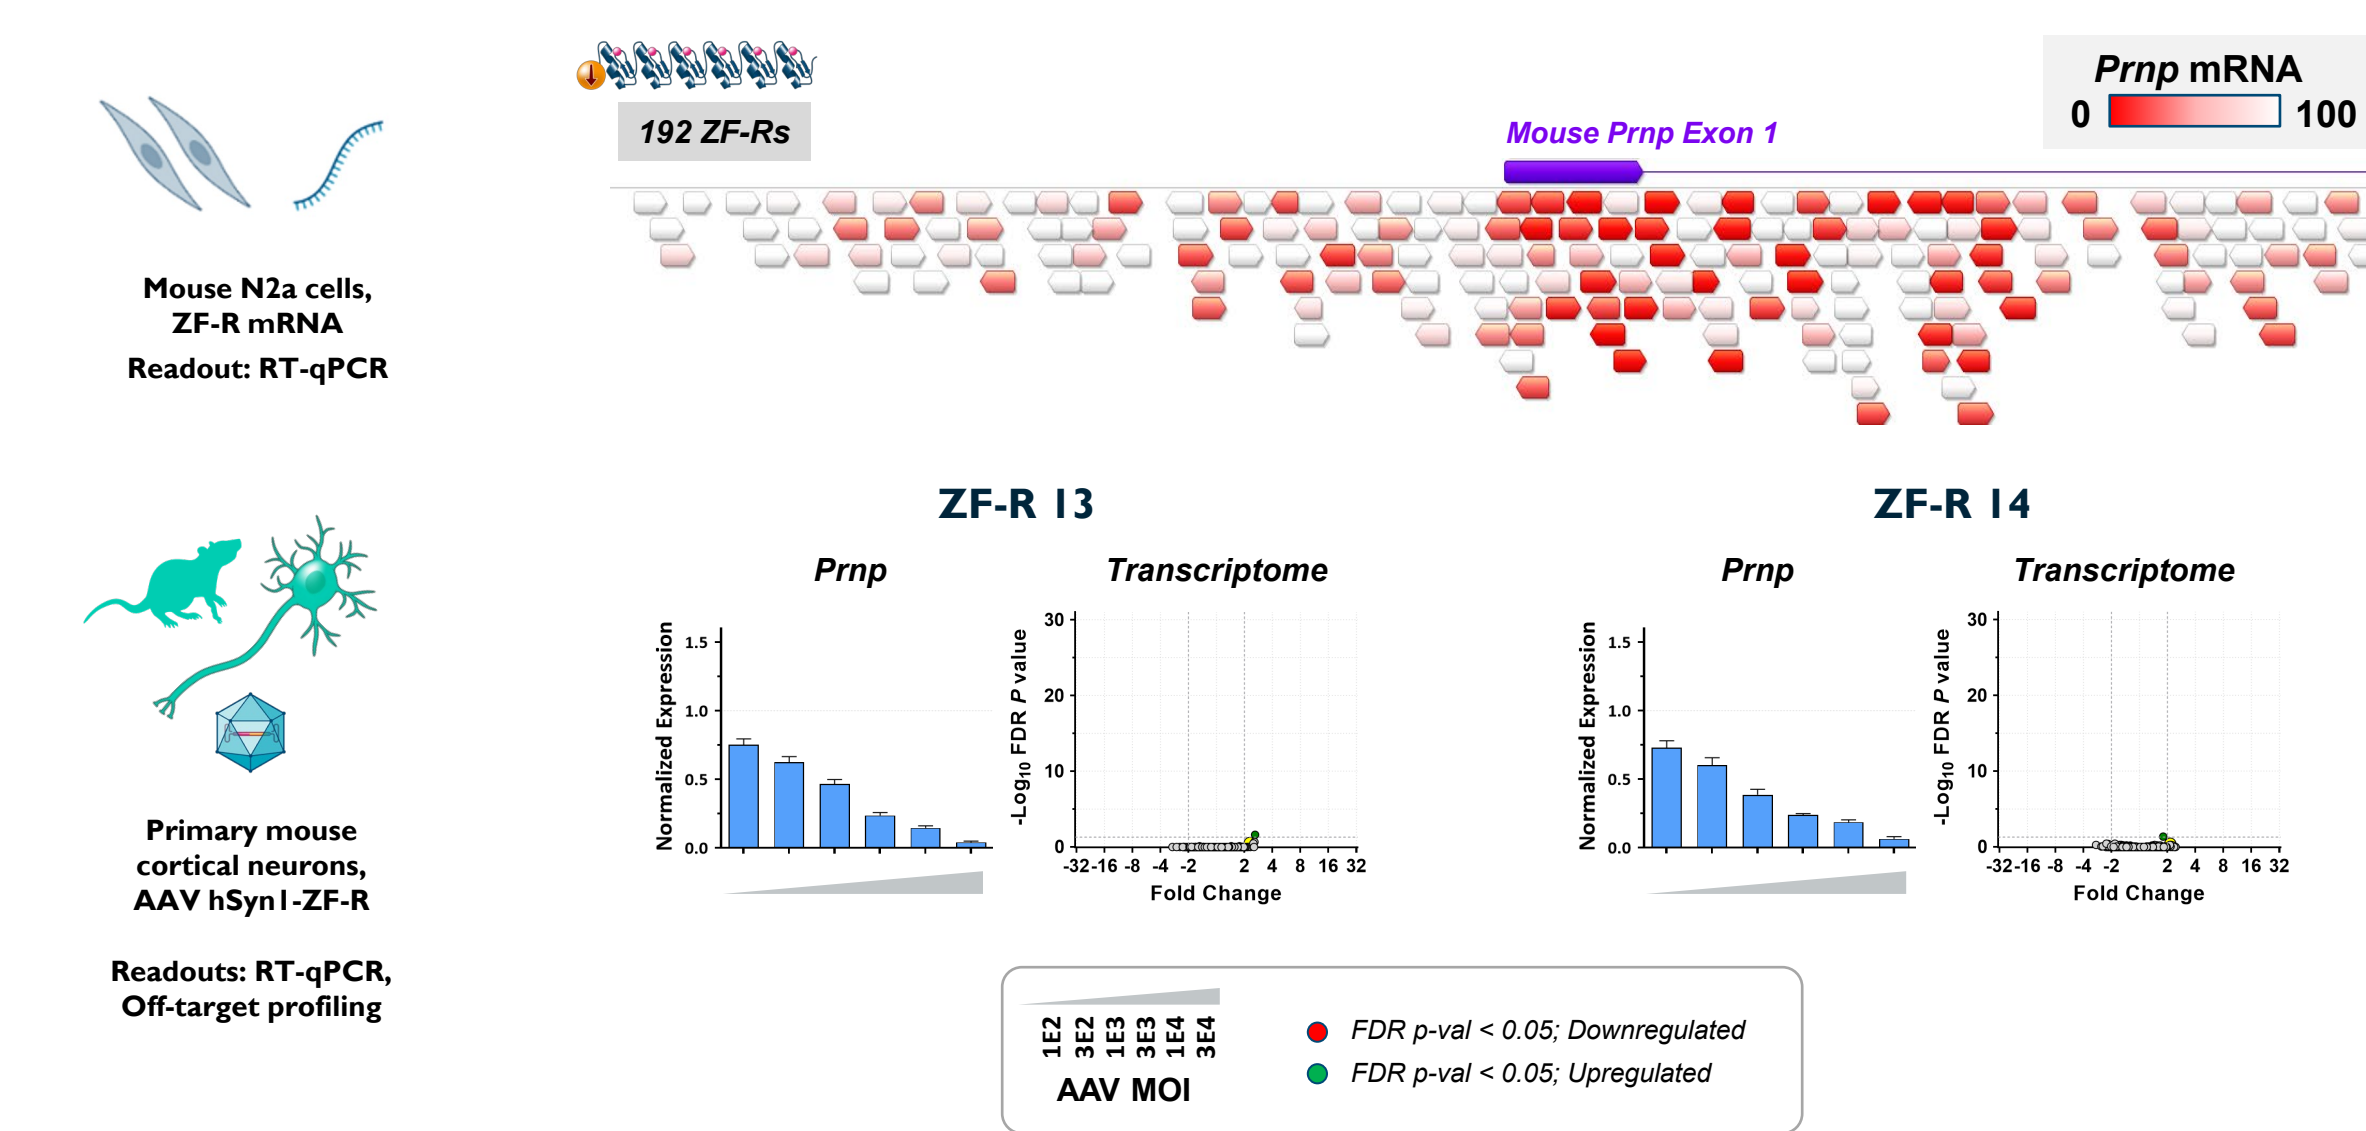 192 ZF-Rs
Mouse Prnp Exon 1
Prnp mRNA
0 100
Mouse N2a cells,
ZF-R mRNA
Readout: RT-qPCR
ZF-R 13
ZF-R 14
Primary mouse
cortical neurons,
AAV hSyn1-ZF-R
Readouts: RT-qPCR,
Off-target profiling
Prnp
Normalized Expression
1.5
1.0
0.5
0.0
Transcriptome
-Log10 FDR P value
30
20
10
0
-32 -16 -8 -4 -2 2 4 8 16 32
Fold Change
Prnp
Normalized Expression
1.5
1.0
0.5
0.0
Transcriptome
-Log10 FDR P value
30
20
10
0
-32 -16 -8 -4 -2 2 4 8 16 32
Fold Change
1E2 3E2 1E3 3E3 1E4 3E4
AAV MOI
FDR p-val < 0.05; Downregulated
FDR p-val < 0.05; Upregulated